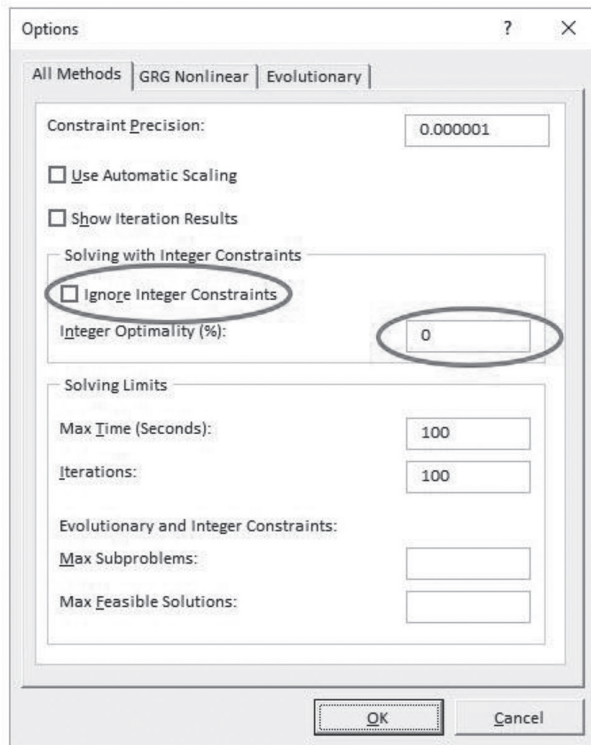 Options ? ×
All Methods GRG Nonlinear Evolutionary
Constraint Precision: 0.000001
Use Automatic Scaling
Show Iteration Results
Solving with Integer Constraints
Ignore Integer Constraints
Integer Optimality (%): 0
Solving Limits
Max Time (Seconds): 100
Iterations: 100
Evolutionary and Integer Constraints:
Max Subproblems:
Max Feasible Solutions:
OK Cancel